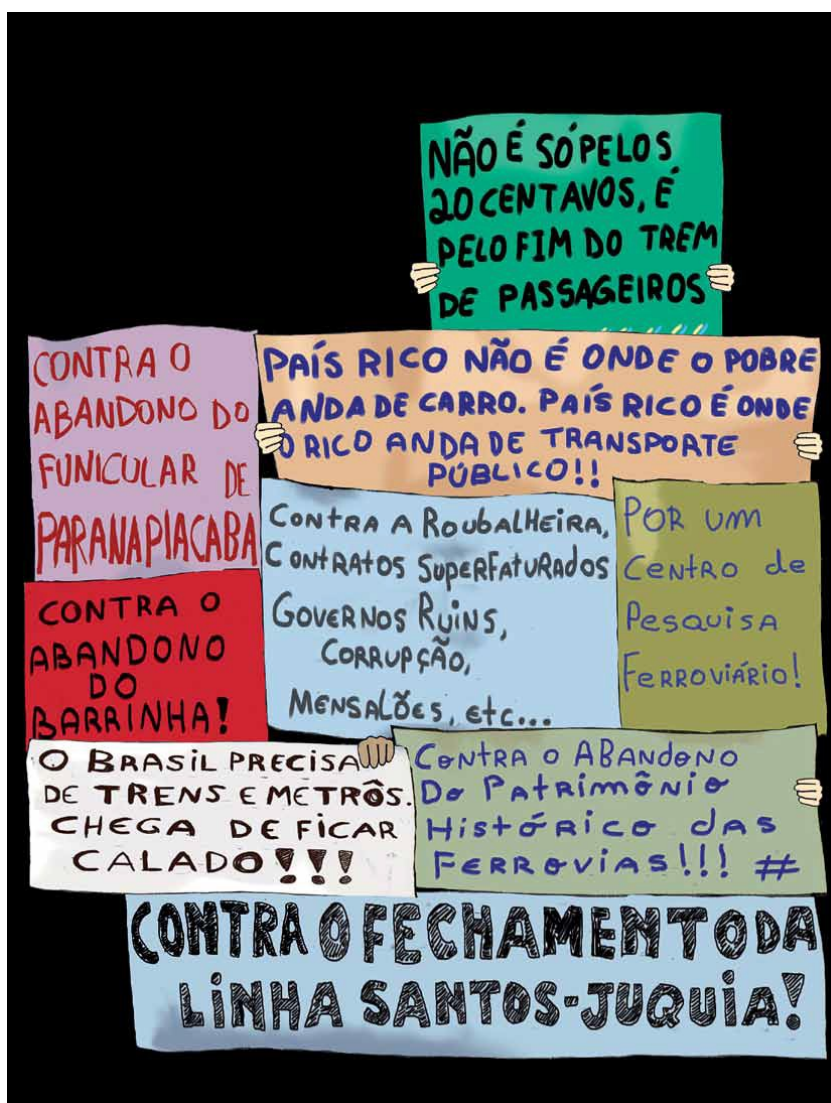 NÃO É SÓ PELOS
20 CENTAVOS, É
PELO FIM DO TREM
DE PASSAGEIROS
CONTRA O
ABANDONO DO
FUNICULAR DE
PARANAPIACABA
PAÍS RICO NÃO É ONDE O POBRE
ANDA DE CARRO. PAÍS RICO É ONDE
O RICO ANDA DE TRANSPORTE
PÚBLICO!!
CONTRA A ROUBALHEIRA,
CONTRATOS SUPERFATURADOS
GOVERNOS RUINS,
CORRUPÇÃO,
MENSALÕES, etc...
POR UM
CENTRO de
PESQUISA
FERROVIÁRIO!
CONTRA O
ABANDONO
DO
BARRINHA!
O BRASIL PRECISA
DE TRENS E METRÔS.
CHEGA DE FICAR
CALADO!!!
CONTRA O ABANDONO
DO PATRIMÔNIO
HISTÓRICO DAS
FERROVIAS!!! #
CONTRA O FECHAMENTO DA
LINHA SANTOS-JUQUIA!